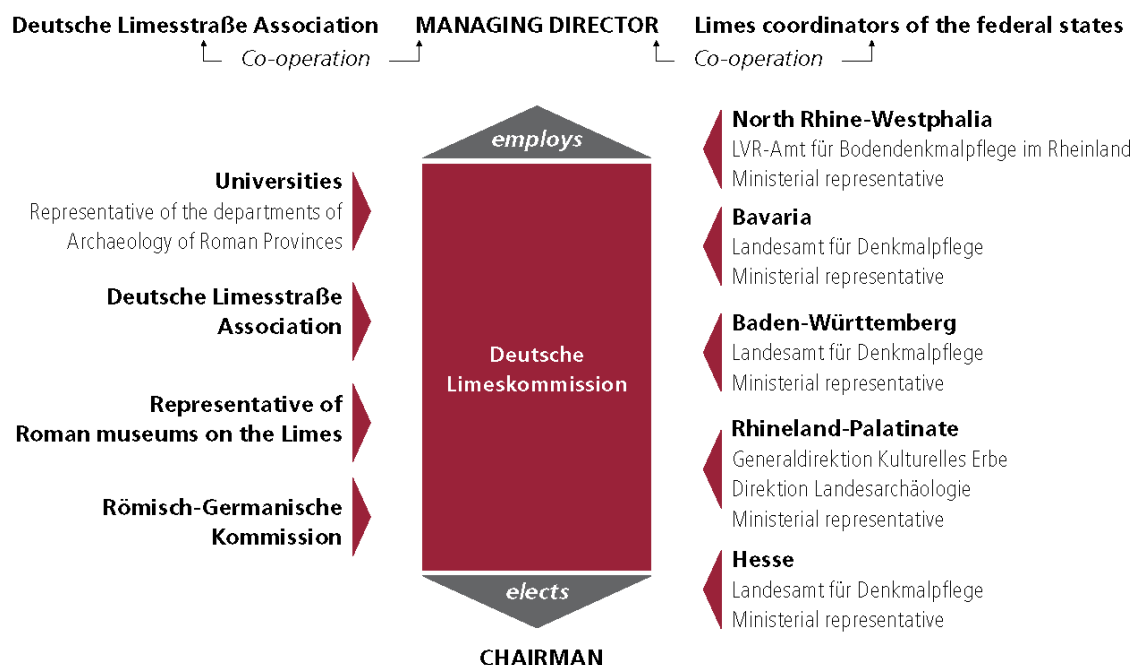 Deutsche Limesstraße Association
MANAGING DIRECTOR
Limes coordinators of the federal states
Co-operation
Co-operation
employs
Universities
Representative of the departments of
Archaeology of Roman Provinces
Deutsche Limesstraße
Association
Representative of
Roman museums on the Limes
Römisch-Germanische
Kommission
Deutsche
Limeskommission
North Rhine-Westphalia
LVR-Amt für Bodendenkmalpflege im Rheinland
Ministerial representative
Bavaria
Landesamt für Denkmalpflege
Ministerial representative
Baden-Württemberg
Landesamt für Denkmalpflege
Ministerial representative
Rhineland-Palatinate
Generaldirektion Kulturelles Erbe
Direktion Landesarchäologie
Ministerial representative
Hesse
Landesamt für Denkmalpflege
Ministerial representative
elects
CHAIRMAN